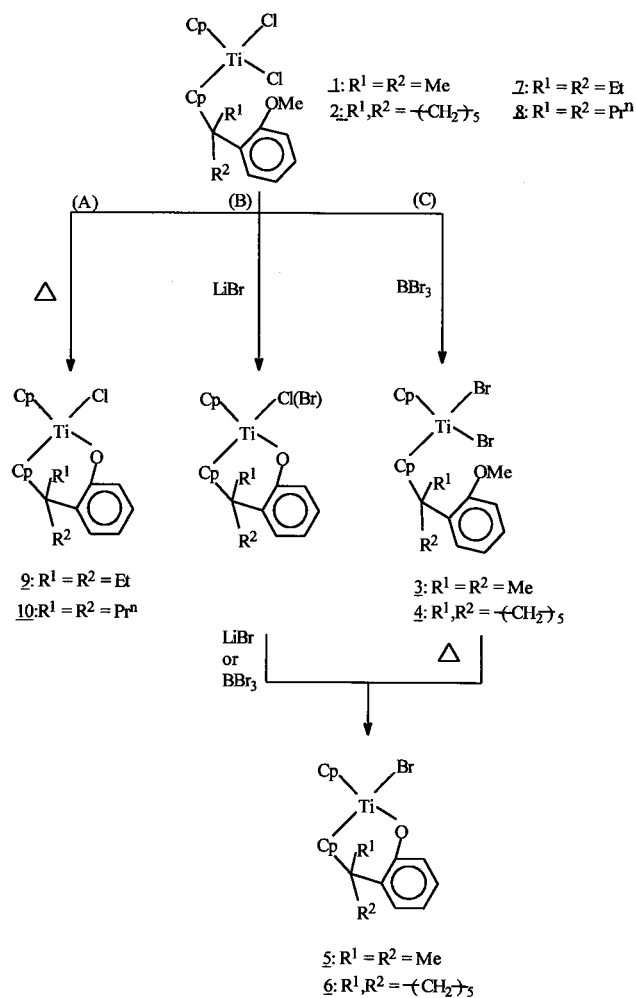 Cp Cl
Ti
Cl
Cp
R¹ OMe
R²
1: R¹ = R² = Me 7: R¹ = R² = Et
2: R¹,R² = -(CH₂)-₅ 8: R¹ = R² = Prⁿ
(A) (B) (C)
△ LiBr BBr₃
Cp Cl
Ti
O
Cp
R¹
R²
Cp Cl(Br)
Ti
O
Cp
R¹
R²
Cp Br
Ti
Br
Cp
R¹ OMe
R²
9: R¹ = R² = Et
10:R¹ = R² = Prⁿ
3: R¹ = R² = Me
4: R¹,R² = -(CH₂)-₅
LiBr
or
BBr₃
△
Cp Br
Ti
O
Cp
R¹
R²
5: R¹ = R² = Me
6: R¹,R² = -(CH₂)-₅